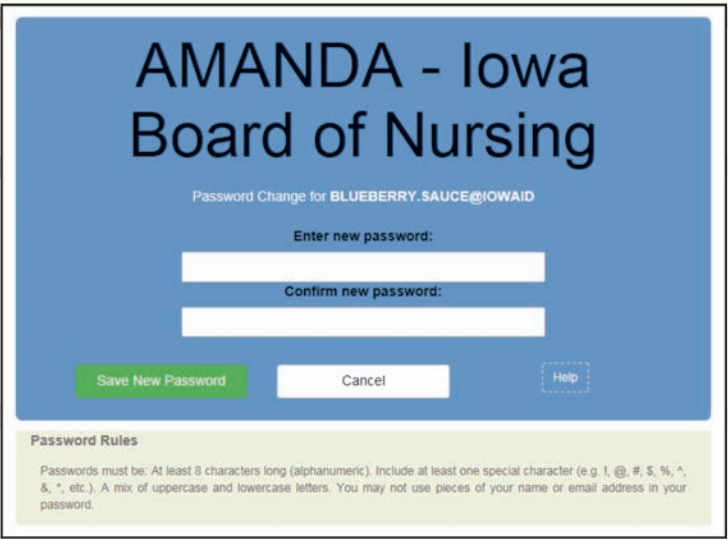 AMANDA - Iowa
Board of Nursing
Password Change for BLUEBERRY.SAUCE@IOWAID
Enter new password:
Confirm new password:
Save New Password
Cancel
Help
Password Rules
Passwords must be: At least 8 characters long (alphanumeric). Include at least one special character (e.g. !, @, #, $, %, ^,
&, *, etc.). A mix of uppercase and lowercase letters. You may not use pieces of your name or email address in your
password.